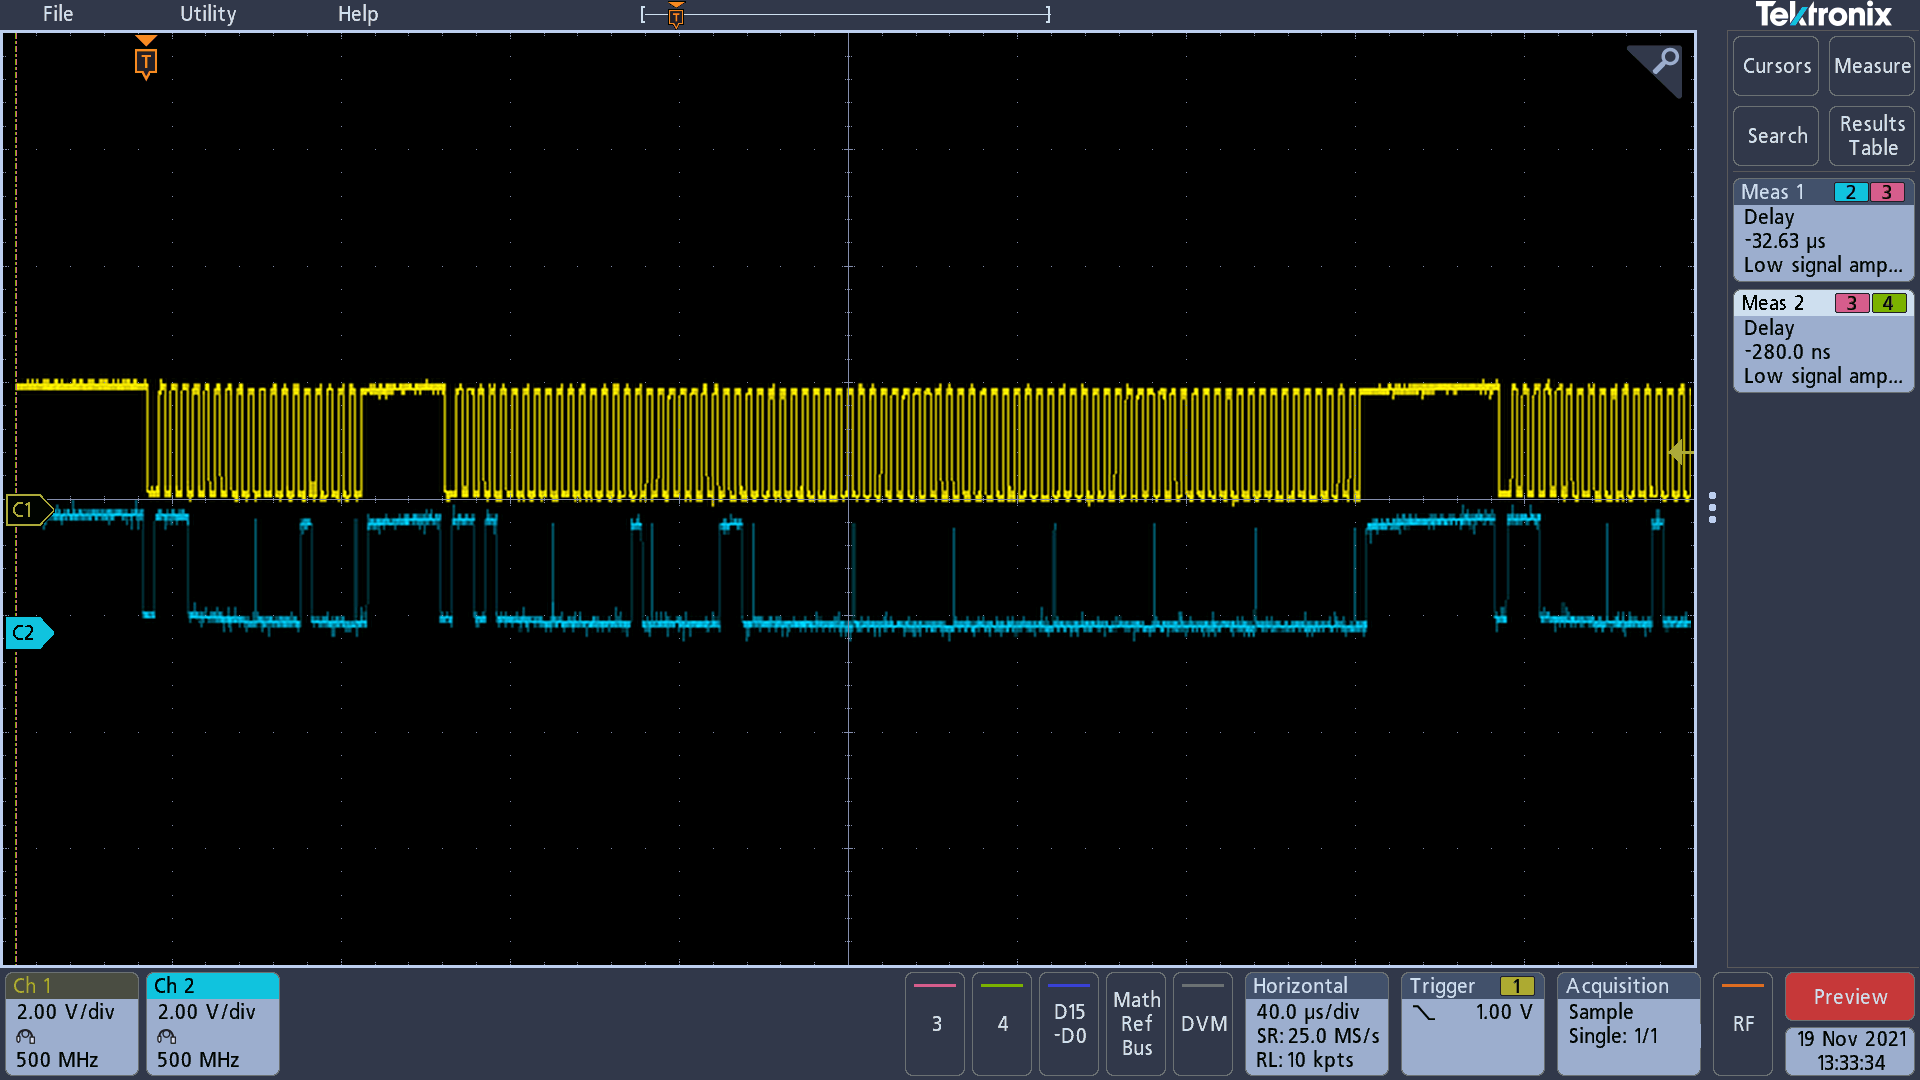 File Utility Help
Tektronix
T
T
Cursors Measure
Search Results Table
Meas 1 2 3
Delay
-32.63 µs
Low signal amp...
Meas 2 3 4
Delay
-280.0 ns
Low signal amp...
C1
C2
Ch 1
2.00 V/div
500 MHz
Ch 2
2.00 V/div
500 MHz
3
4
D15
-D0
Math
Ref
Bus
DVM
Horizontal
40.0 µs/div
SR: 25.0 MS/s
RL: 10 kpts
Trigger 1
1.00 V
Acquisition
Sample
Single: 1/1
RF
Preview
19 Nov 2021
13:33:34